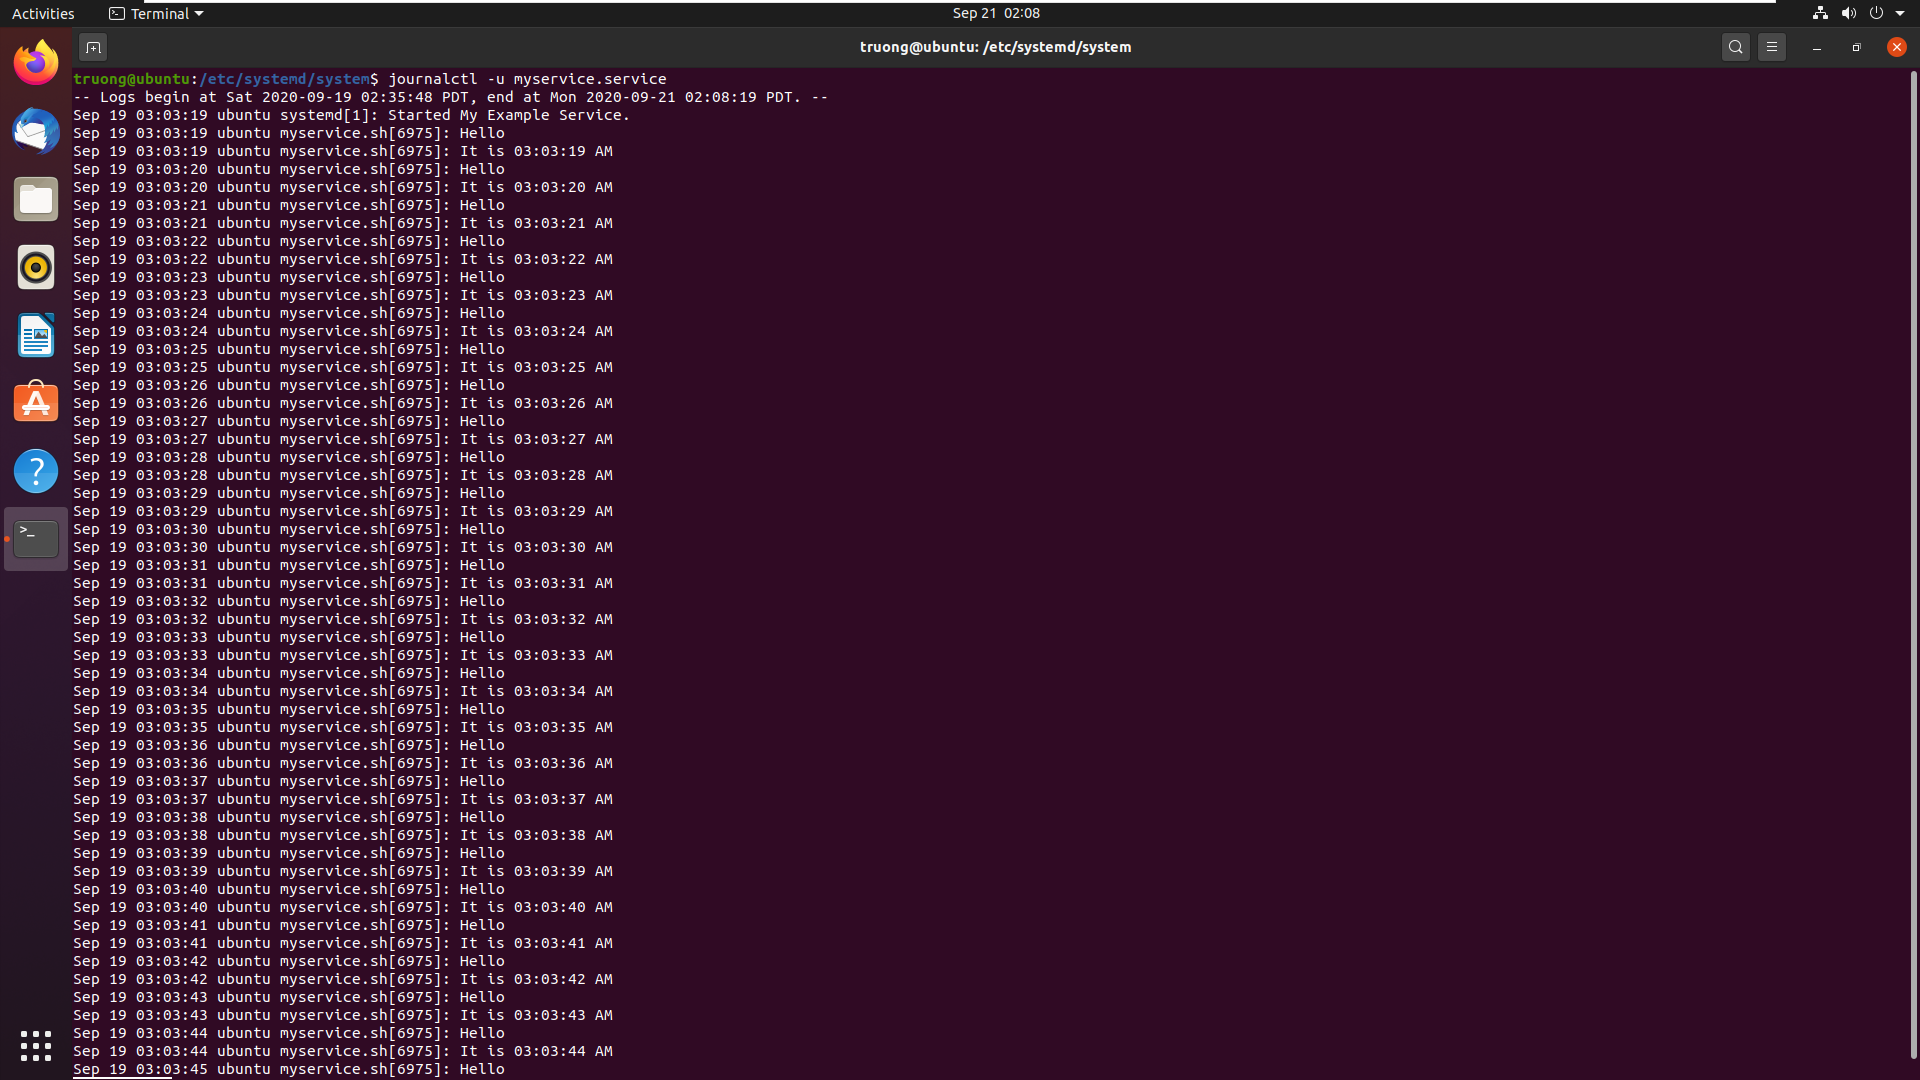 Activities
Terminal
Sep 21 02:08
truong@ubuntu: /etc/systemd/system
truong@ubuntu:/etc/systemd/system$ journalctl -u myservice.service
-- Logs begin at Sat 2020-09-19 02:35:48 PDT, end at Mon 2020-09-21 02:08:19 PDT. --
Sep 19 03:03:19 ubuntu systemd[1]: Started My Example Service.
Sep 19 03:03:19 ubuntu myservice.sh[6975]: Hello
Sep 19 03:03:19 ubuntu myservice.sh[6975]: It is 03:03:19 AM
Sep 19 03:03:20 ubuntu myservice.sh[6975]: Hello
Sep 19 03:03:20 ubuntu myservice.sh[6975]: It is 03:03:20 AM
Sep 19 03:03:21 ubuntu myservice.sh[6975]: Hello
Sep 19 03:03:21 ubuntu myservice.sh[6975]: It is 03:03:21 AM
Sep 19 03:03:22 ubuntu myservice.sh[6975]: Hello
Sep 19 03:03:22 ubuntu myservice.sh[6975]: It is 03:03:22 AM
Sep 19 03:03:23 ubuntu myservice.sh[6975]: Hello
Sep 19 03:03:23 ubuntu myservice.sh[6975]: It is 03:03:23 AM
Sep 19 03:03:24 ubuntu myservice.sh[6975]: Hello
Sep 19 03:03:24 ubuntu myservice.sh[6975]: It is 03:03:24 AM
Sep 19 03:03:25 ubuntu myservice.sh[6975]: Hello
Sep 19 03:03:25 ubuntu myservice.sh[6975]: It is 03:03:25 AM
Sep 19 03:03:26 ubuntu myservice.sh[6975]: Hello
Sep 19 03:03:26 ubuntu myservice.sh[6975]: It is 03:03:26 AM
Sep 19 03:03:27 ubuntu myservice.sh[6975]: Hello
Sep 19 03:03:27 ubuntu myservice.sh[6975]: It is 03:03:27 AM
Sep 19 03:03:28 ubuntu myservice.sh[6975]: Hello
Sep 19 03:03:28 ubuntu myservice.sh[6975]: It is 03:03:28 AM
Sep 19 03:03:29 ubuntu myservice.sh[6975]: Hello
Sep 19 03:03:29 ubuntu myservice.sh[6975]: It is 03:03:29 AM
Sep 19 03:03:30 ubuntu myservice.sh[6975]: Hello
Sep 19 03:03:30 ubuntu myservice.sh[6975]: It is 03:03:30 AM
Sep 19 03:03:31 ubuntu myservice.sh[6975]: Hello
Sep 19 03:03:31 ubuntu myservice.sh[6975]: It is 03:03:31 AM
Sep 19 03:03:32 ubuntu myservice.sh[6975]: Hello
Sep 19 03:03:32 ubuntu myservice.sh[6975]: It is 03:03:32 AM
Sep 19 03:03:33 ubuntu myservice.sh[6975]: Hello
Sep 19 03:03:33 ubuntu myservice.sh[6975]: It is 03:03:33 AM
Sep 19 03:03:34 ubuntu myservice.sh[6975]: Hello
Sep 19 03:03:34 ubuntu myservice.sh[6975]: It is 03:03:34 AM
Sep 19 03:03:35 ubuntu myservice.sh[6975]: Hello
Sep 19 03:03:35 ubuntu myservice.sh[6975]: It is 03:03:35 AM
Sep 19 03:03:36 ubuntu myservice.sh[6975]: Hello
Sep 19 03:03:36 ubuntu myservice.sh[6975]: It is 03:03:36 AM
Sep 19 03:03:37 ubuntu myservice.sh[6975]: Hello
Sep 19 03:03:37 ubuntu myservice.sh[6975]: It is 03:03:37 AM
Sep 19 03:03:38 ubuntu myservice.sh[6975]: Hello
Sep 19 03:03:38 ubuntu myservice.sh[6975]: It is 03:03:38 AM
Sep 19 03:03:39 ubuntu myservice.sh[6975]: Hello
Sep 19 03:03:39 ubuntu myservice.sh[6975]: It is 03:03:39 AM
Sep 19 03:03:40 ubuntu myservice.sh[6975]: Hello
Sep 19 03:03:40 ubuntu myservice.sh[6975]: It is 03:03:40 AM
Sep 19 03:03:41 ubuntu myservice.sh[6975]: Hello
Sep 19 03:03:41 ubuntu myservice.sh[6975]: It is 03:03:41 AM
Sep 19 03:03:42 ubuntu myservice.sh[6975]: Hello
Sep 19 03:03:42 ubuntu myservice.sh[6975]: It is 03:03:42 AM
Sep 19 03:03:43 ubuntu myservice.sh[6975]: Hello
Sep 19 03:03:43 ubuntu myservice.sh[6975]: It is 03:03:43 AM
Sep 19 03:03:44 ubuntu myservice.sh[6975]: Hello
Sep 19 03:03:44 ubuntu myservice.sh[6975]: It is 03:03:44 AM
Sep 19 03:03:45 ubuntu myservice.sh[6975]: Hello